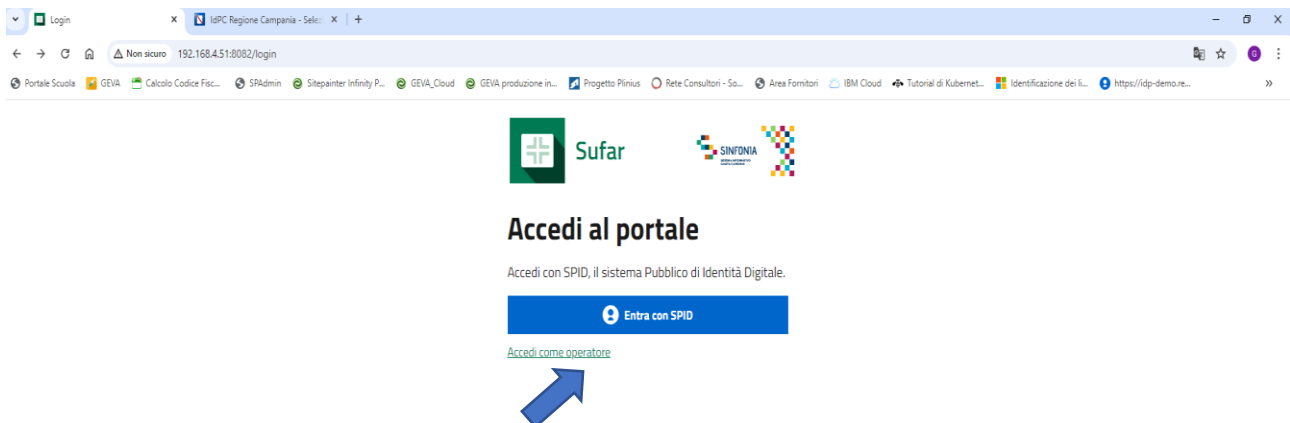 Login
IdPC Regione Campania - Selez
Non sicuro 192.168.4.51:8082/login
G
Portale Scuola GEVA Calcolo Codice Fisc... SPAdmin Sitepainter Infinity P... GEVA_Cloud GEVA produzione in... Progetto Plinius Rete Consultori - So... Area Fornitori IBM Cloud Tutorial di Kubernet... Identificazione dei li... https://idp-demo.re... »
Sufar
SINFONIA
Accedi al portale
Accedi con SPID, il sistema Pubblico di Identità Digitale.
Entra con SPID
Accedi come operatore